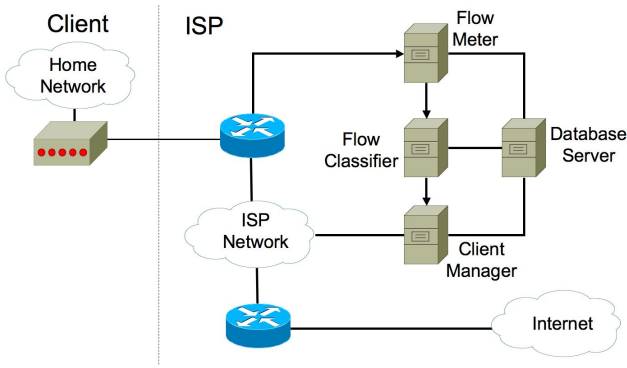 Client
ISP
Flow
Meter
Home
Network
Flow
Classifier
Database
Server
ISP
Network
Client
Manager
Internet